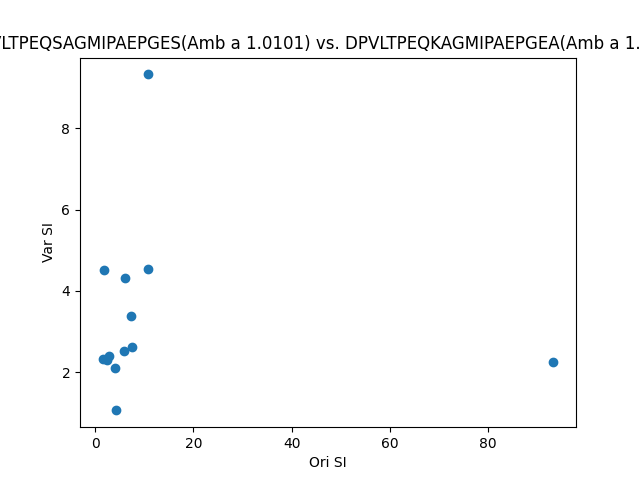 LTPEQSAGMIPAEPGES(Amb a 1.0101) vs. DPVLTPEQKAGMIPAEPGEA(Amb a 1.
8
6
4
2
Var SI
0 20 40 60 80
Ori SI